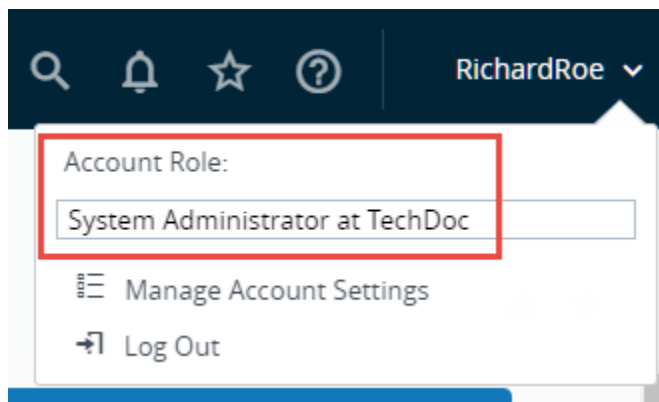 RichardRoe
Account Role:
System Administrator at TechDoc
Manage Account Settings
Log Out